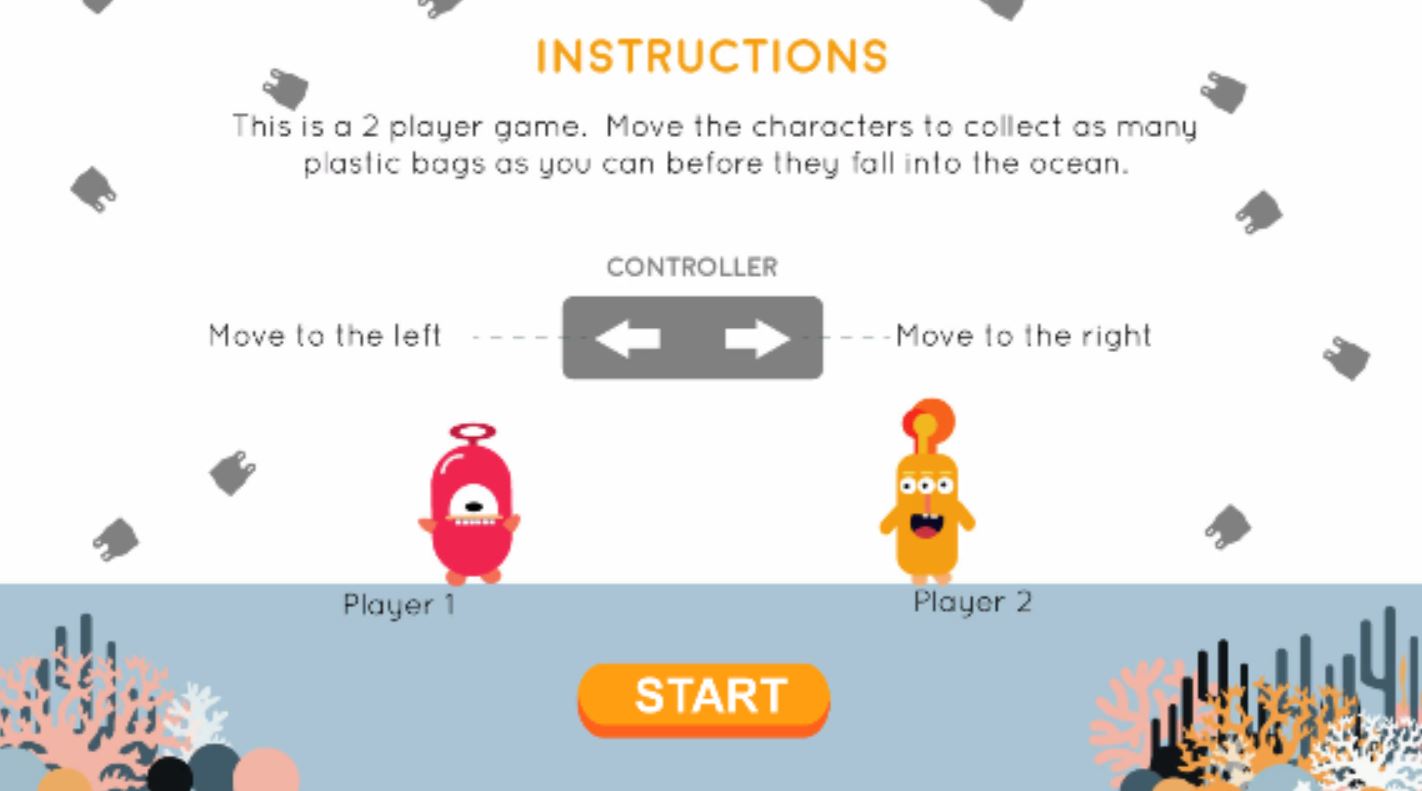 INSTRUCTIONS
This is a 2 player game. Move the characters to collect as many
plastic bags as you can before they fall into the ocean.
CONTROLLER
Move to the left
Move to the right
Player 1
Player 2
START